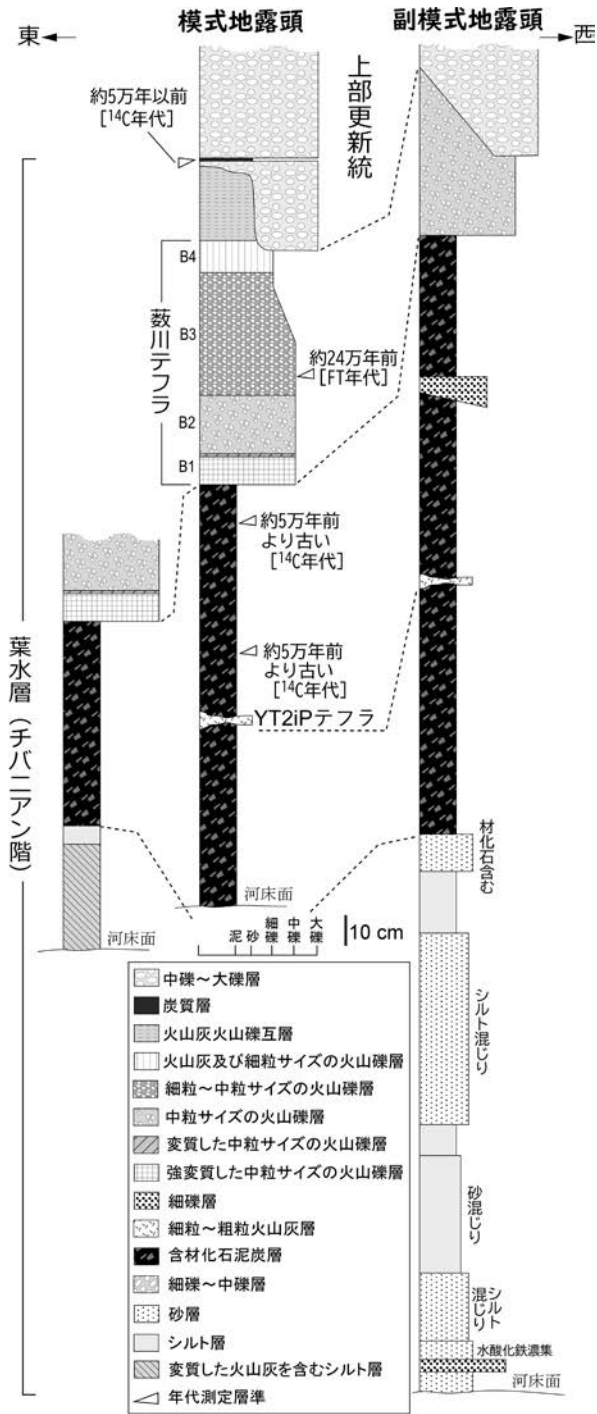 模式地露頭
副模式地露頭
東
西
約5万年以前
[¹⁴C年代]
上部更新統
B4
B3
B2
B1
薮川テフラ
約24万年前
[FT年代]
約5万年前
より古い
[¹⁴C年代]
約5万年前
より古い
[¹⁴C年代]
YT2iPテフラ
葉水層（チバニアン階）
材化石含む
シルト混じり
砂混じり
シルト
混じり
水酸化鉄濃集
河床面
河床面
河床面
泥
砂
細礫
中礫
大礫
10 cm
中礫～大礫層
炭質層
火山灰火山礫互層
火山灰及び細粒サイズの火山礫層
細粒～中粒サイズの火山礫層
中粒サイズの火山礫層
変質した中粒サイズの火山礫層
強変質した中粒サイズの火山礫層
細礫層
細粒～粗粒火山灰層
含材化石泥炭層
細礫～中礫層
砂層
シルト層
変質した火山灰を含むシルト層
年代測定層準